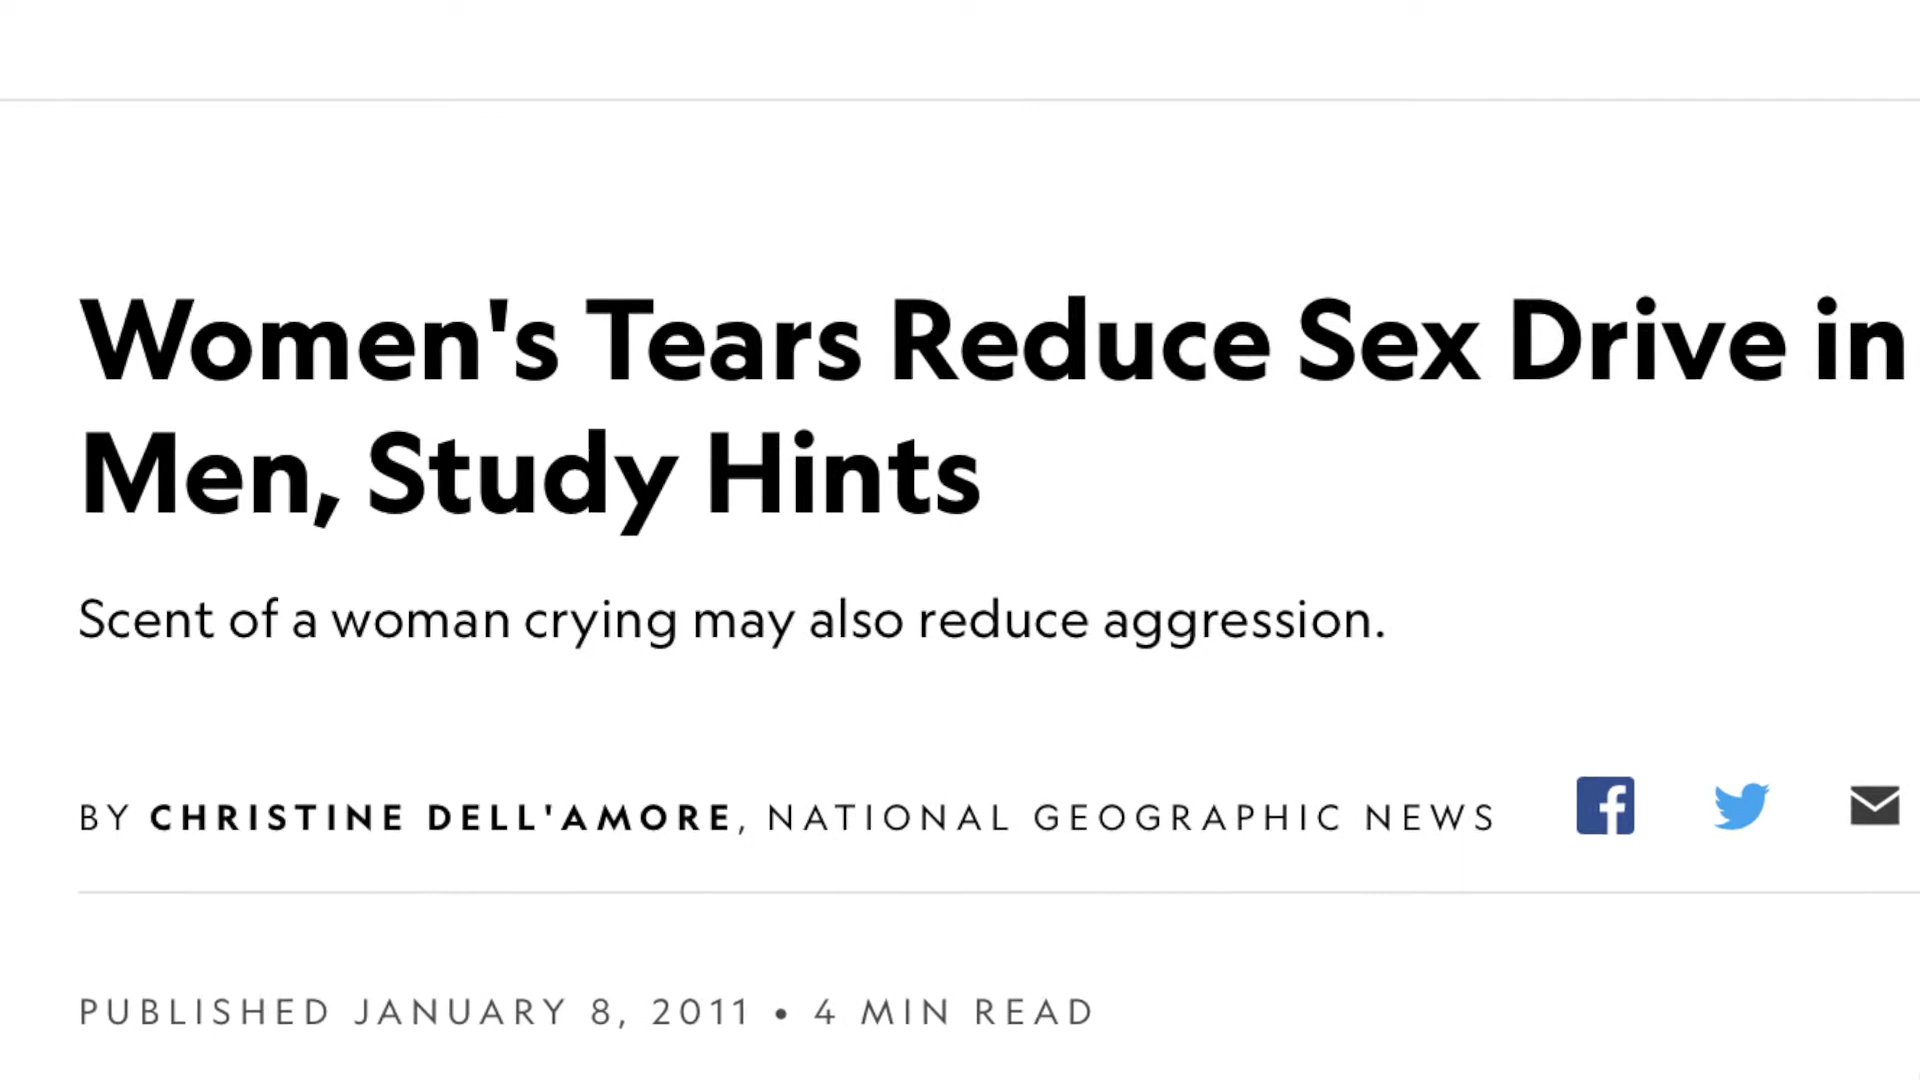 Women's Tears Reduce Sex Drive in
Men, Study Hints
Scent of a woman crying may also reduce aggression.
BY CHRISTINE DELL'AMORE, NATIONAL GEOGRAPHIC NEWS
PUBLISHED JANUARY 8, 2011 • 4 MIN READ